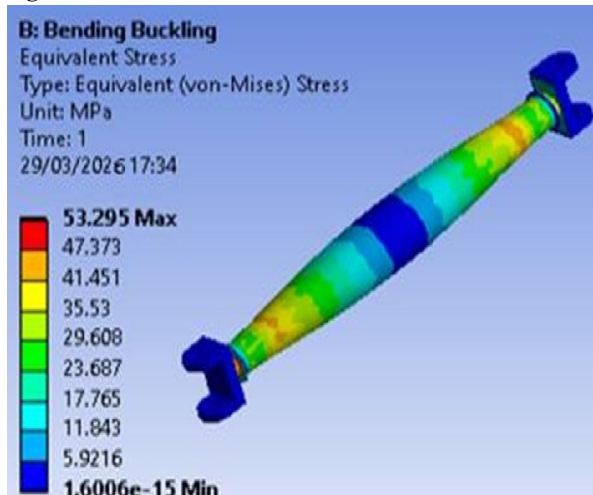 B: Bending Buckling
Equivalent Stress
Type: Equivalent (von-Mises) Stress
Unit: MPa
Time: 1
29/03/2026 17:34
53.295 Max
47.373
41.451
35.53
29.608
23.687
17.765
11.843
5.9216
1.6006e-15 Min